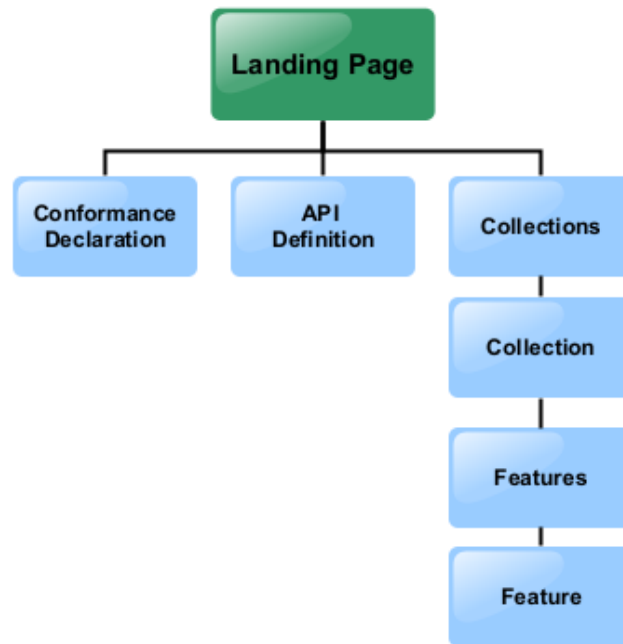 Landing Page
Conformance
Declaration
API
Definition
Collections
Collection
Features
Feature